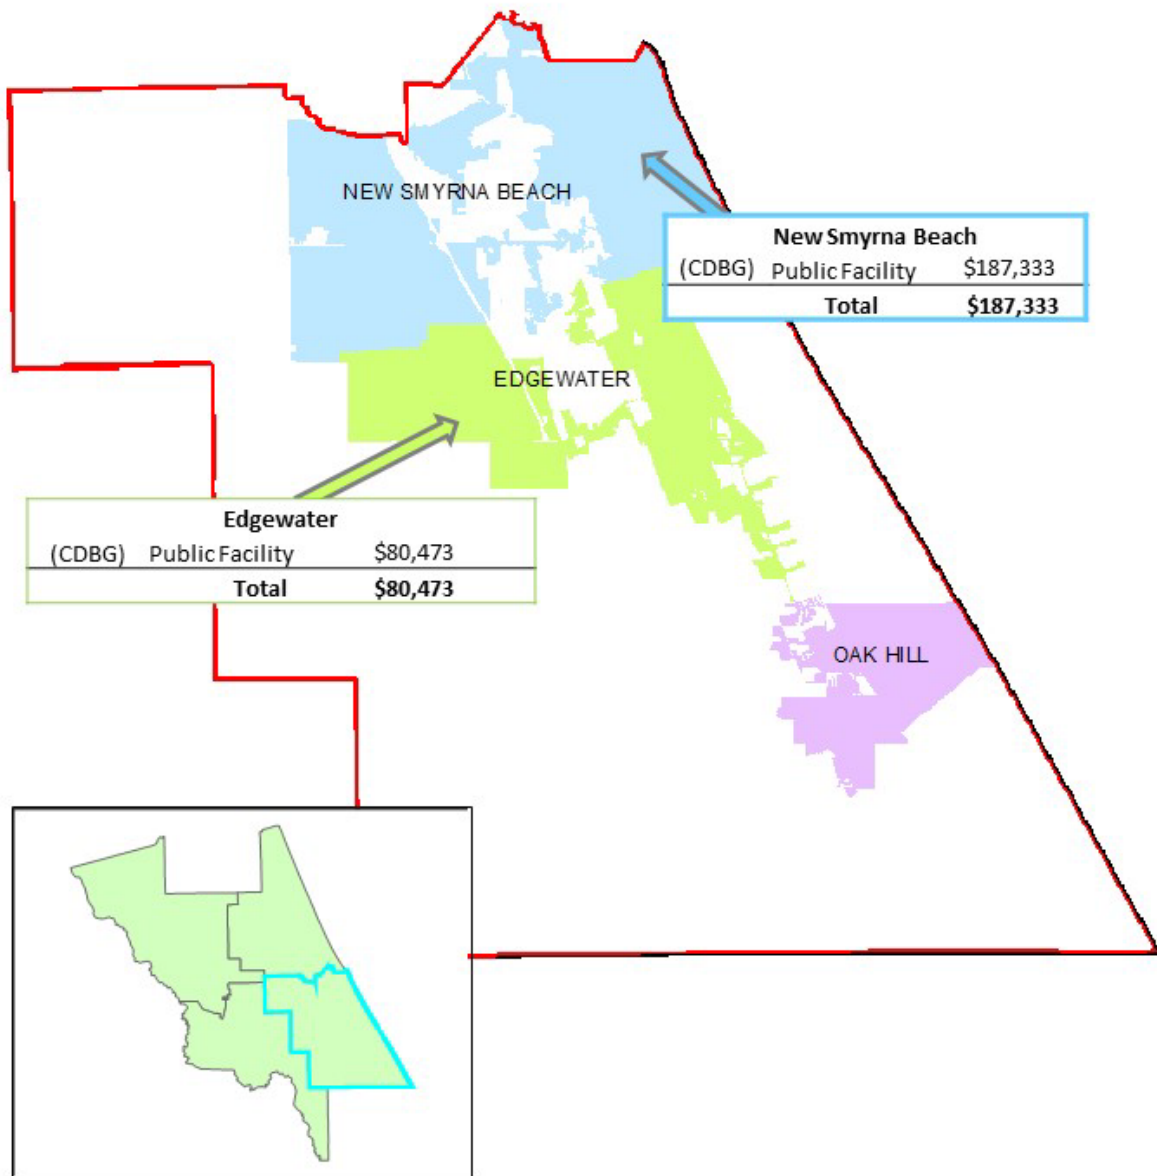 NEW SMYRNA BEACH
New Smyrna Beach
(CDBG) Public Facility $187,333
Total $187,333
EDGEWATER
Edgewater
(CDBG) Public Facility $80,473
Total $80,473
OAK HILL